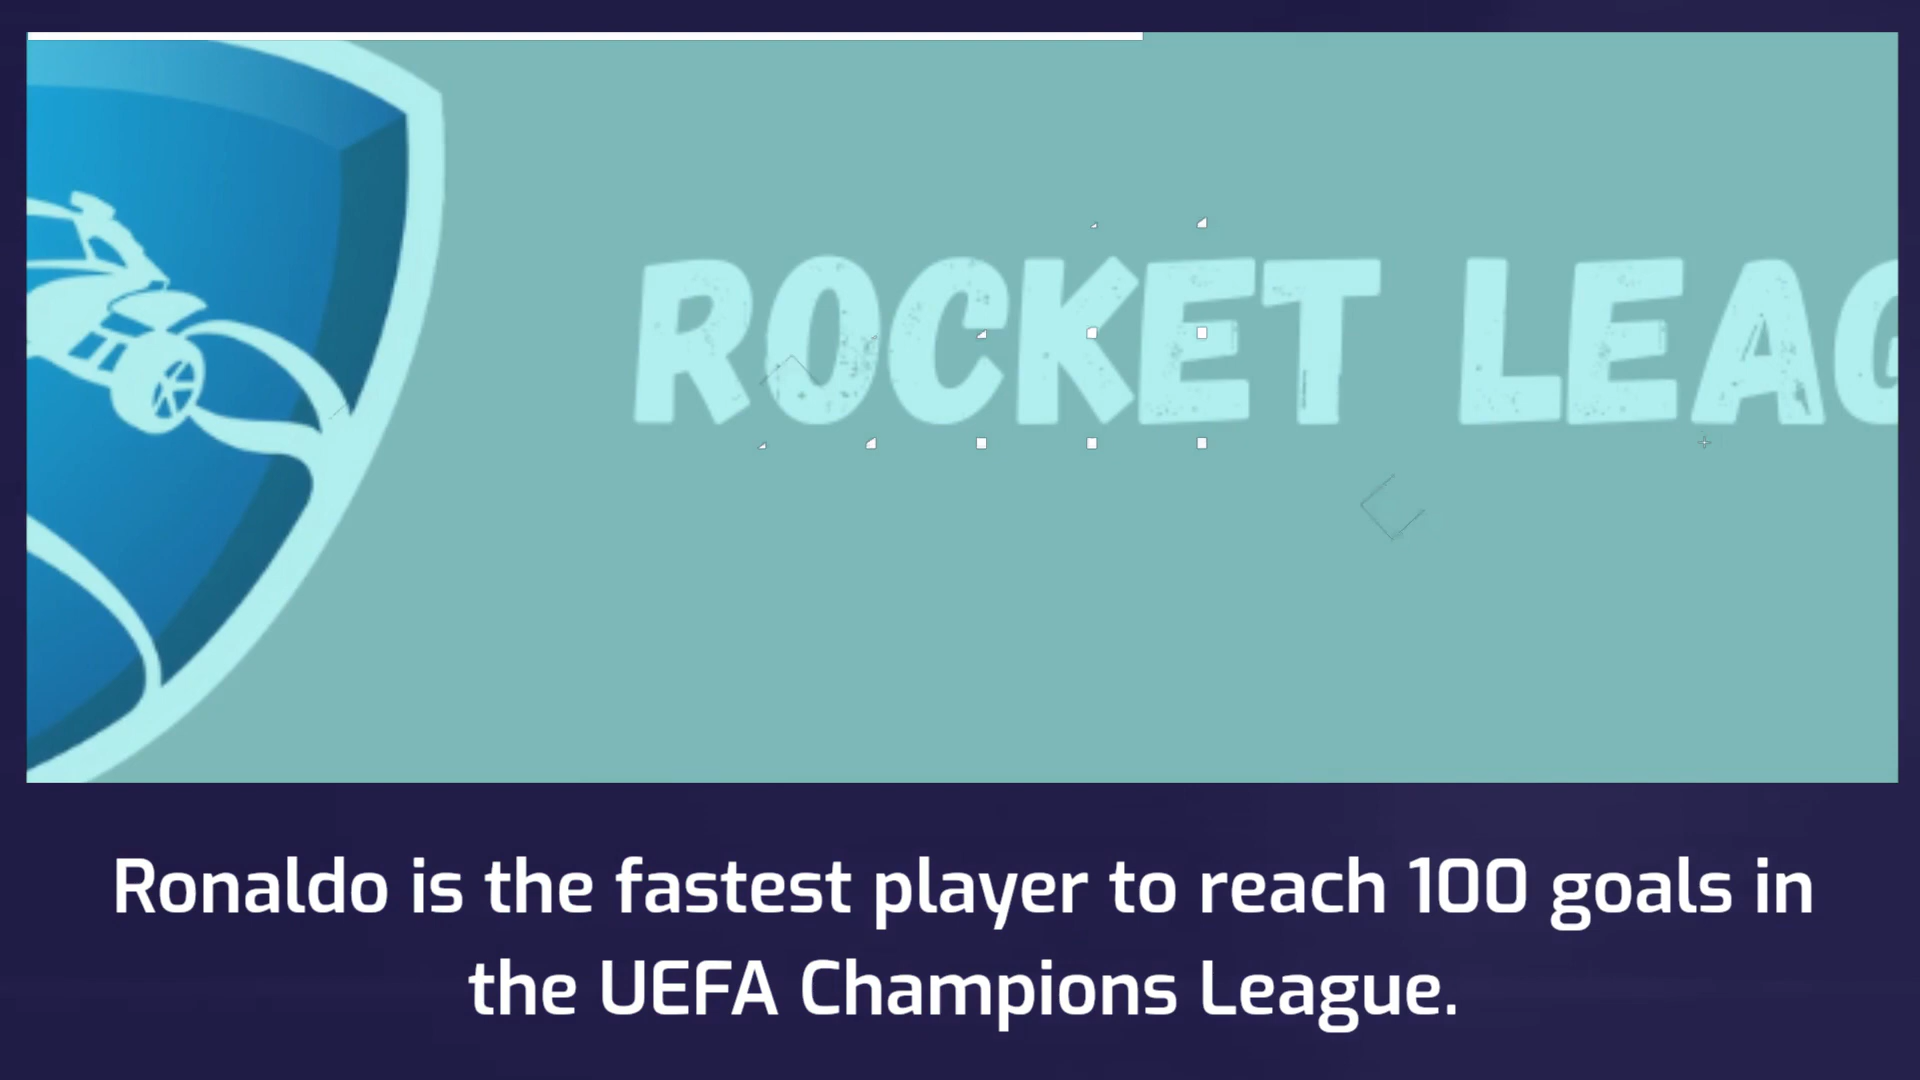 ROCKET LEAG
Ronaldo is the fastest player to reach 100 goals in
the UEFA Champions League.